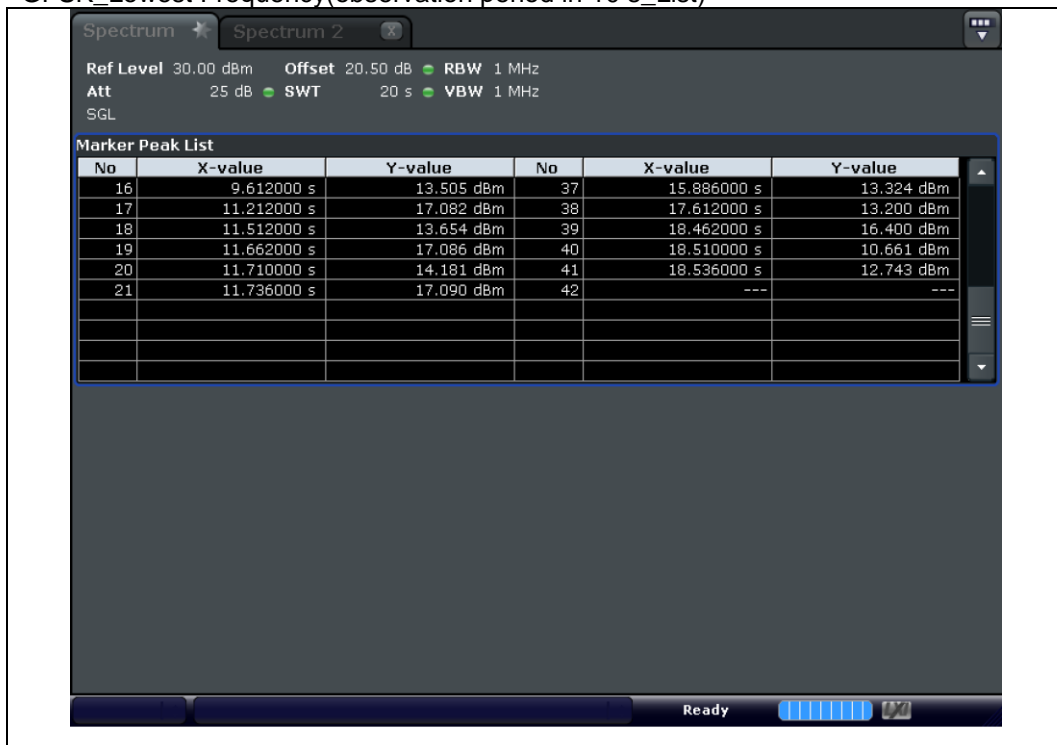 Spectrum Spectrum 2 X
Ref Level 30.00 dBm Offset 20.50 dB RBW 1 MHz
Att 25 dB SWT 20 s VBW 1 MHz
SGL
Marker Peak List
No X-value Y-value No X-value Y-value
16 9.612000 s 13.505 dBm 37 15.886000 s 13.324 dBm
17 11.212000 s 17.082 dBm 38 17.612000 s 13.200 dBm
18 11.512000 s 13.654 dBm 39 18.462000 s 16.400 dBm
19 11.662000 s 17.086 dBm 40 18.510000 s 10.661 dBm
20 11.710000 s 14.181 dBm 41 18.536000 s 12.743 dBm
21 11.736000 s 17.090 dBm 42 --- ---
Ready